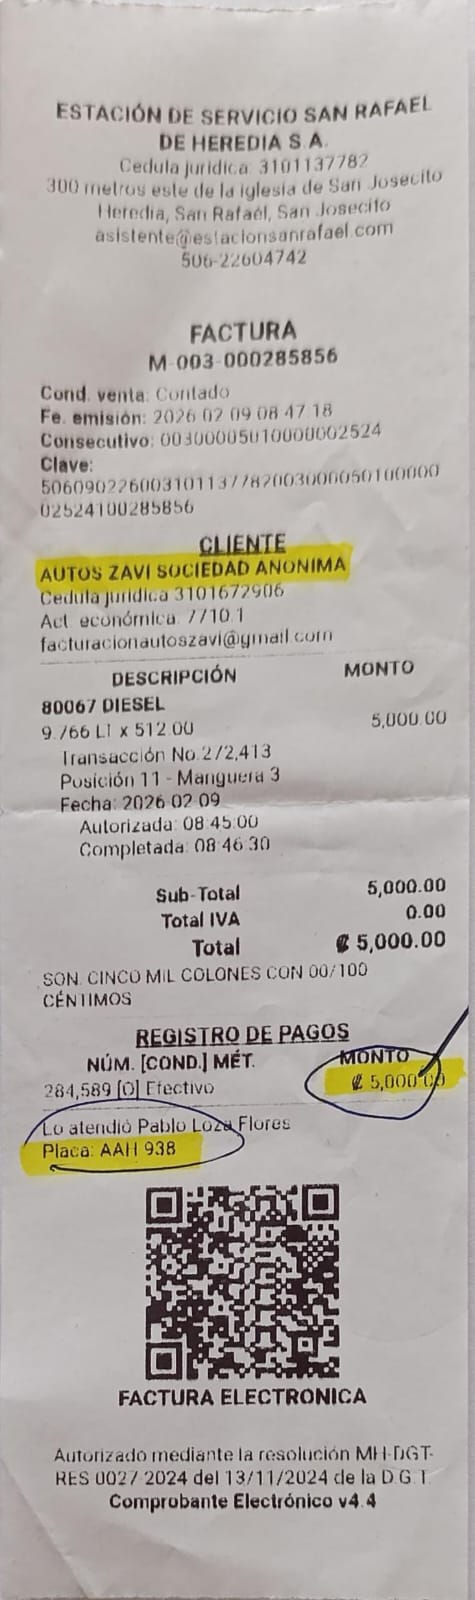 ESTACIÓN DE SERVICIO SAN RAFAEL
DE HEREDIA S.A.
Cedula juridica: 3101137782
300 metros este de la iglesia de San Josecito
Heredia, San Rafael, San Josecito
asistente@estacionsanrafael.com
506-22604742
FACTURA
M-003-000285856
Cond. venta: Contado
Fe. emisión: 2026 02 09 08 47 18
Consecutivo: 00300005010000002524
Clave:
506090226003101137782003000050100000
02524100285856
CLIENTE
AUTOS ZAVI SOCIEDAD ANONIMA
Cedula juridica 3101672906
Act. económica. 7710.1
facturacionautoszavi@gmail.com
DESCRIPCIÓN MONTO
80067 DIESEL
9.766 LT x 512.00 5,000.00
Transacción No.272,413
Posición 11 - Manguera 3
Fecha: 2026 02 09
Autorizada: 08 45:00
Completada: 08:46:30
Sub-Total 5,000.00
Total IVA 0.00
Total ₡ 5,000.00
SON: CINCO MIL COLONES CON 00/100
CÉNTIMOS
REGISTRO DE PAGOS
NÚM. [COND.] MÉT. MONTO
284,589 [O] Efectivo ₡ 5,000.00
Lo atendió Pablo Loza Flores
Placa: AAH 938
FACTURA ELECTRONICA
Autorizado mediante la resolución MH-DGT-
RES 0027 2024 del 13/11/2024 de la D.G.T.
Comprobante Electrónico v4.4